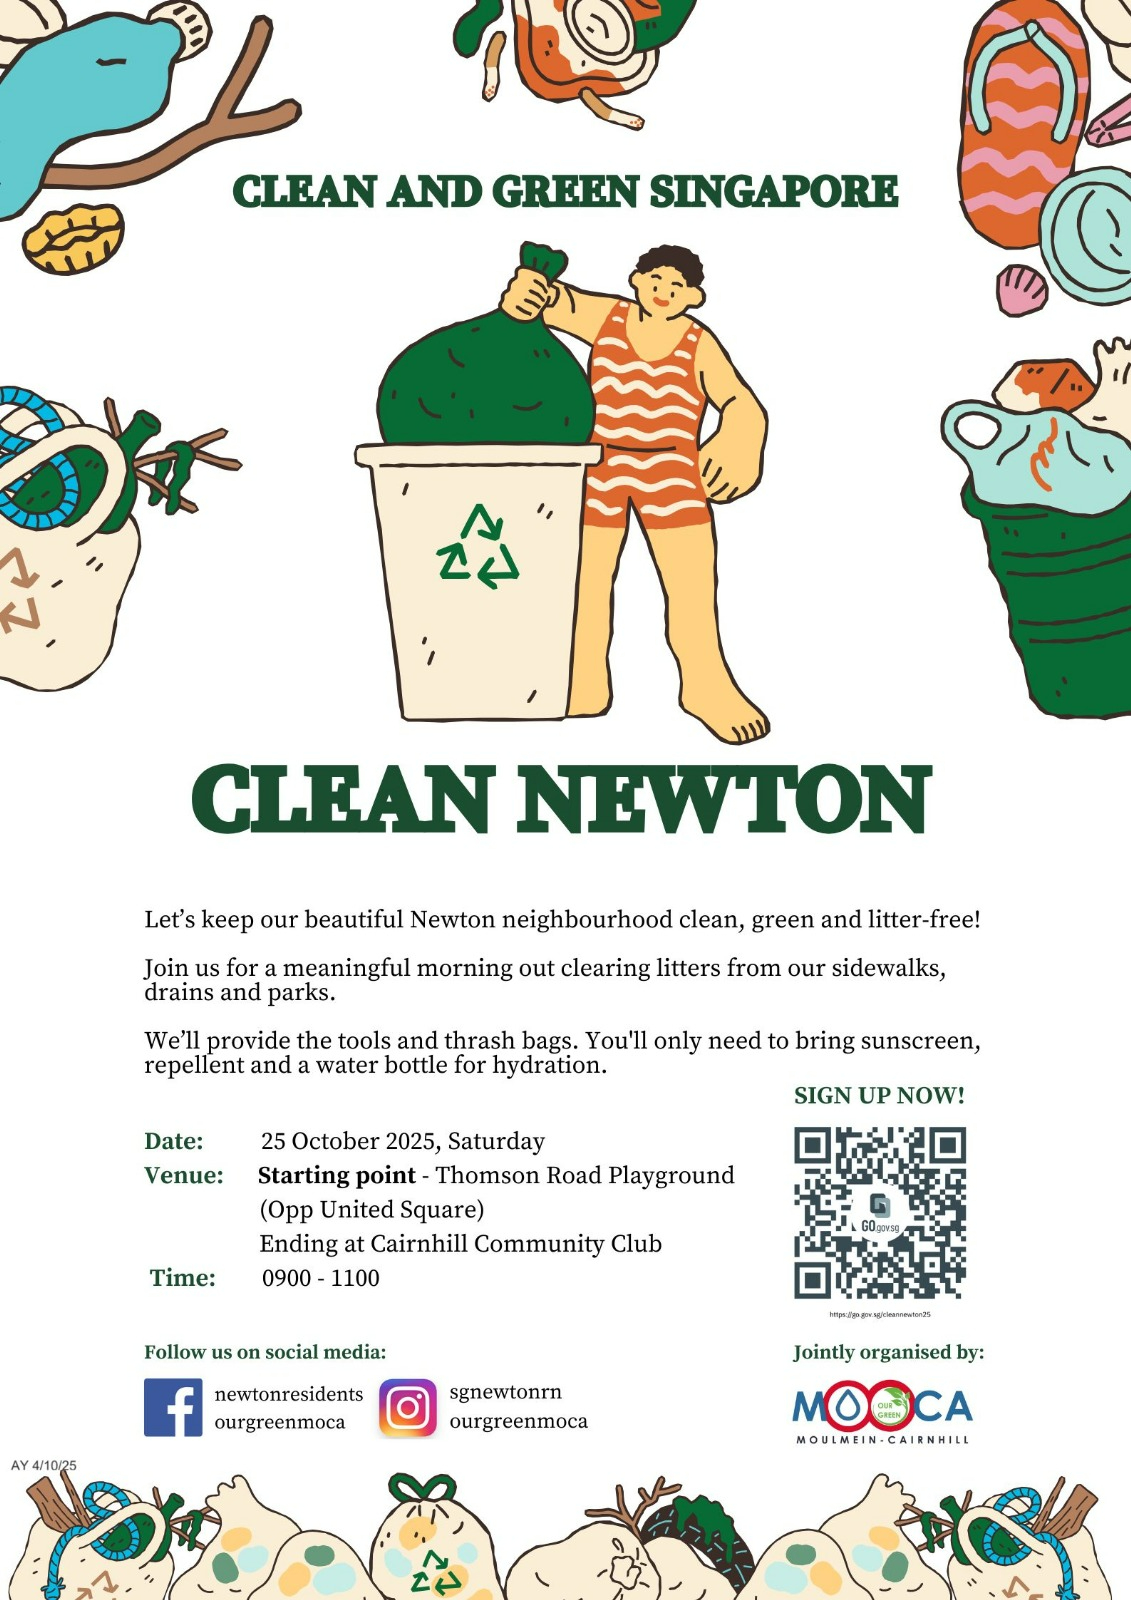 CLEAN AND GREEN SINGAPORE
CLEAN NEWTON
Let's keep our beautiful Newton neighbourhood clean, green and litter-free!
Join us for a meaningful morning out clearing litters from our sidewalks,
drains and parks.
We'll provide the tools and thrash bags. You'll only need to bring sunscreen,
repellent and a water bottle for hydration.
SIGN UP NOW!
Date: 25 October 2025, Saturday
Venue: Starting point - Thomson Road Playground
(Opp United Square)
Ending at Cairnhill Community Club
Time: 0900 - 1100
GO.gov.sg
https://go.gov.sg/cleannewton25
Follow us on social media:
newtonresidents
ourgreenmoca
sgnewtonrn
ourgreenmoca
Jointly organised by:
MOOCA
OUR
GREEN
MOULMEIN-CAIRNHILL
AY 4/10/25